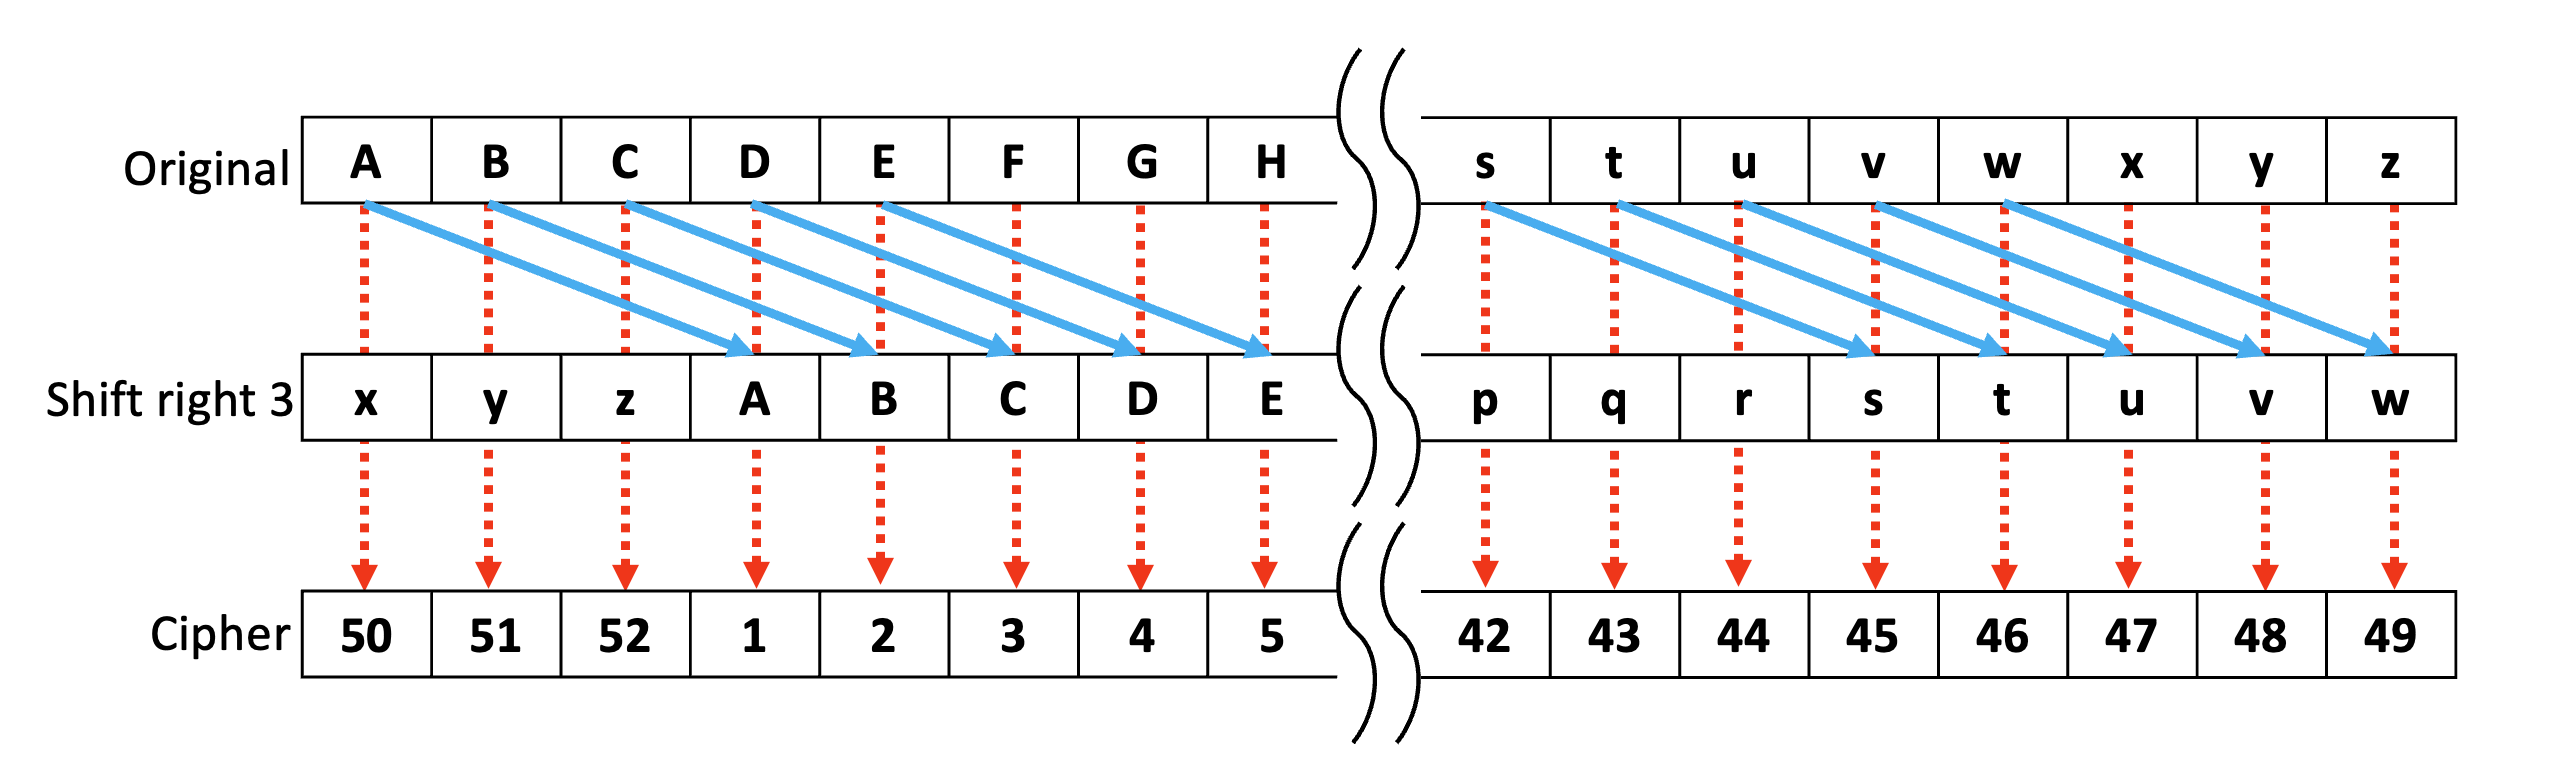 Original A B C D E F G H s t u v w x y z
Shift right 3 x y z A B C D E p q r s t u v w
Cipher 50 51 52 1 2 3 4 5 42 43 44 45 46 47 48 49